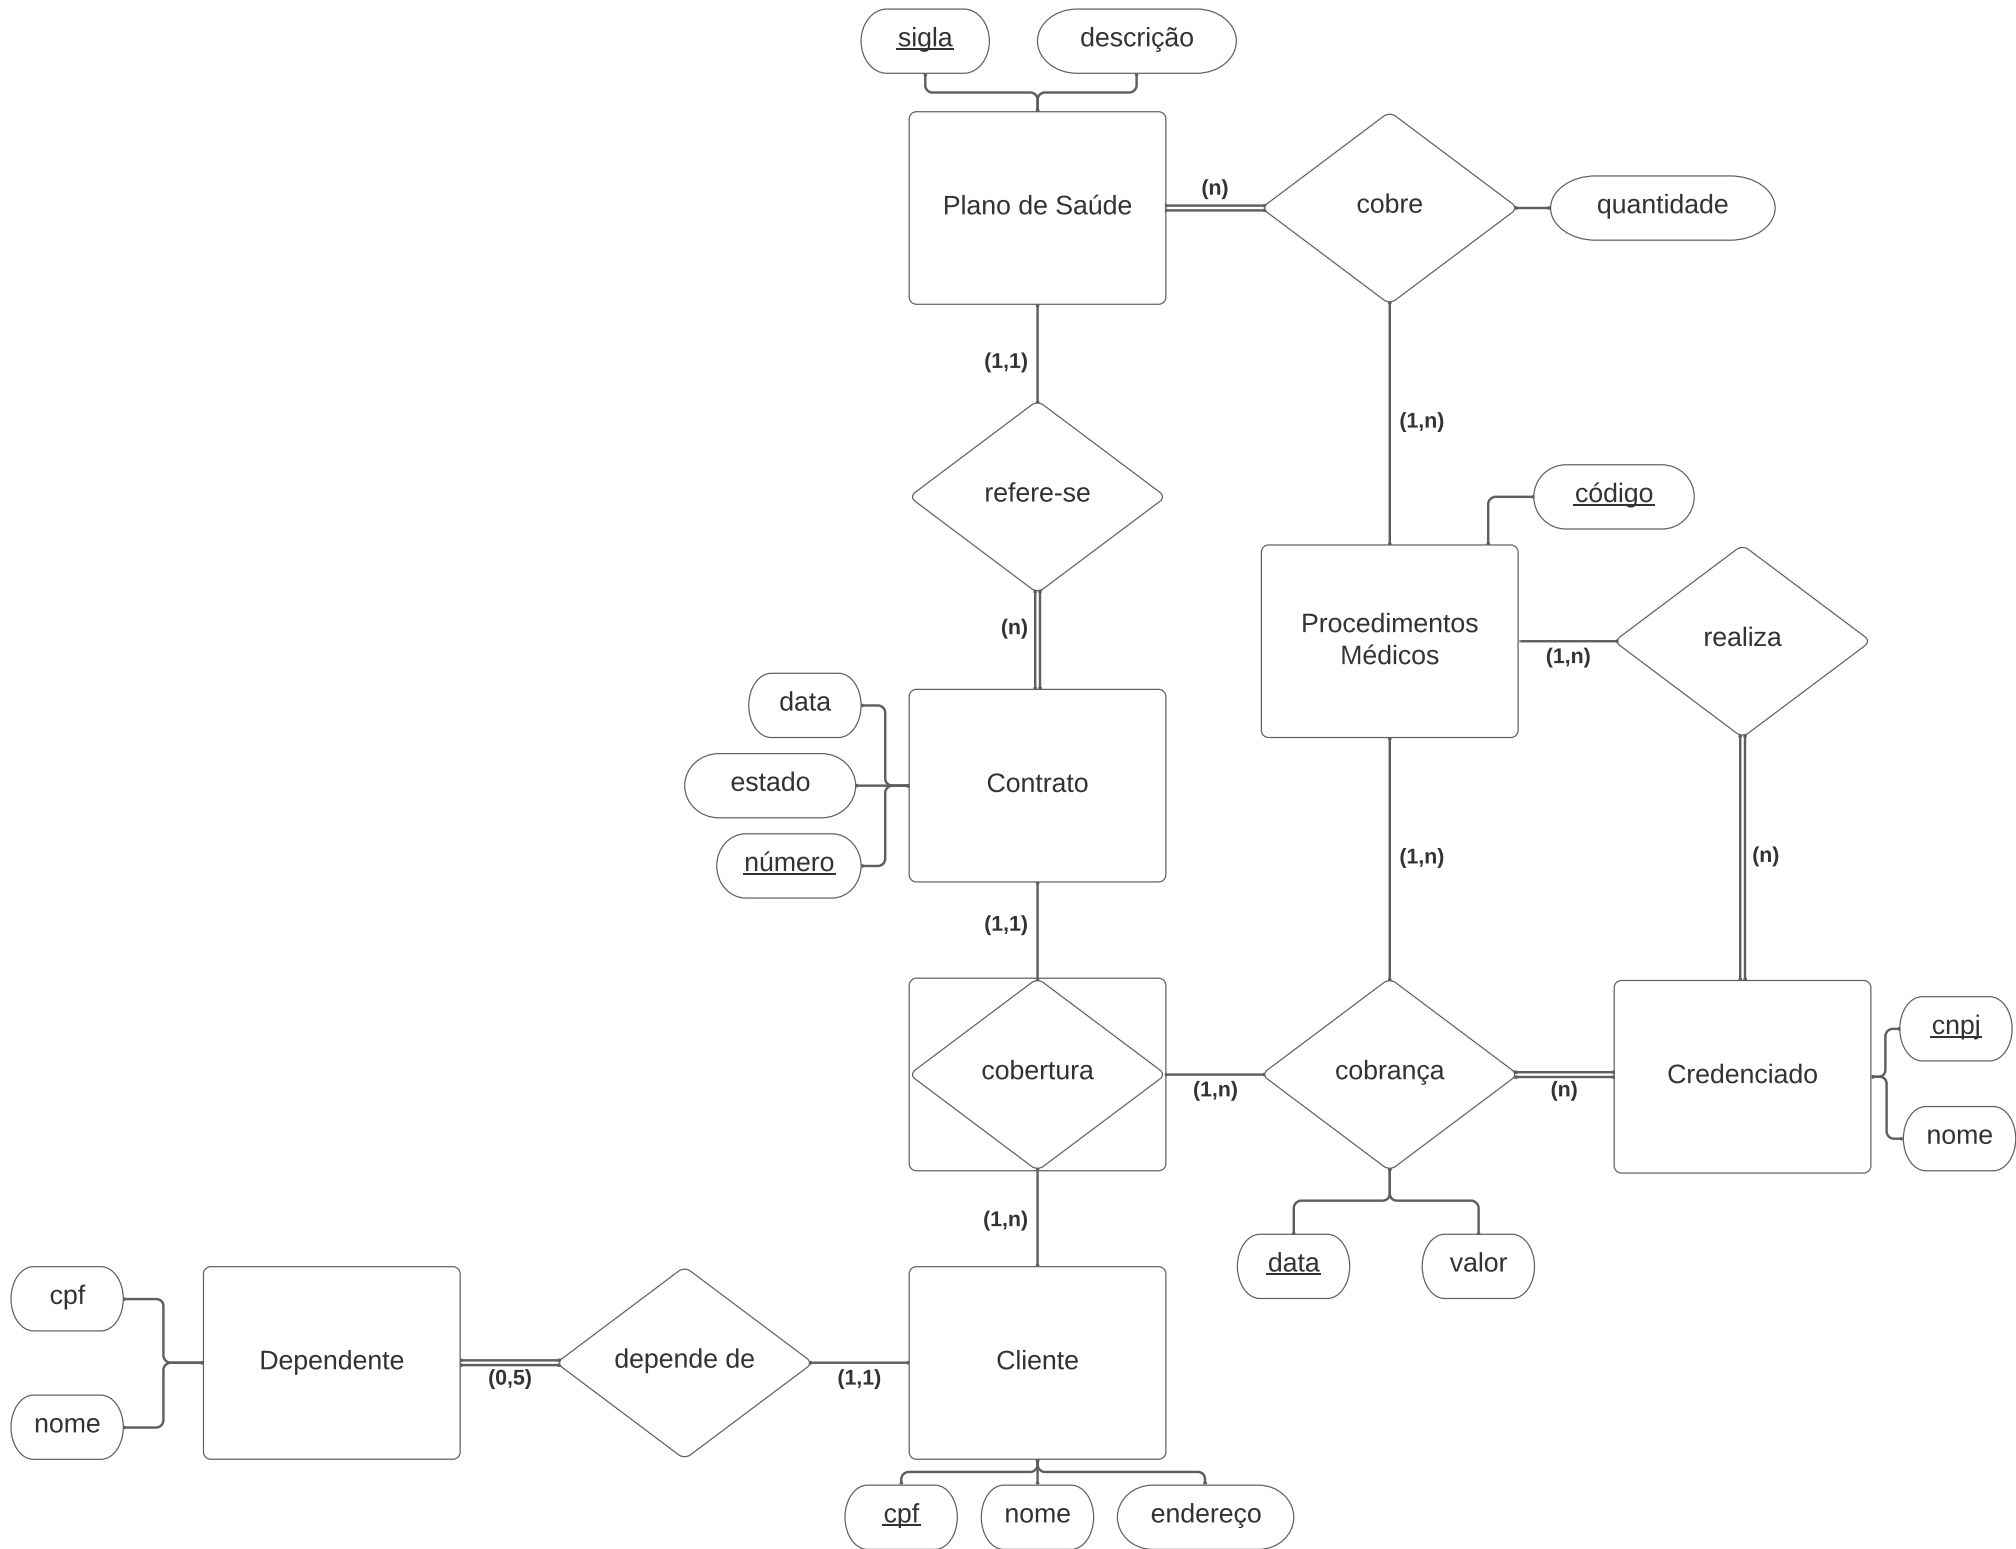 sigla
descrição
Plano de Saúde
(n)
cobre
quantidade
(1,1)
(1,n)
refere-se
código
Procedimentos
Médicos
(1,n)
realiza
(n)
data
estado
número
Contrato
(1,n)
(n)
(1,1)
cobertura
(1,n)
cobrança
(n)
Credenciado
cnpj
nome
(1,n)
data
valor
cpf
nome
Dependente
(0,5)
depende de
(1,1)
Cliente
cpf
nome
endereço